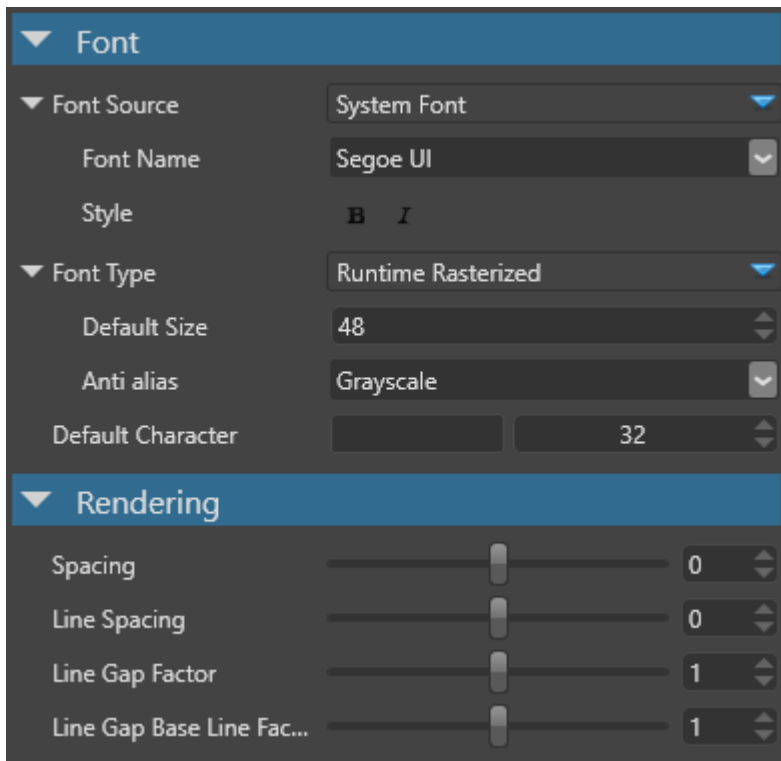 Font
Font Source System Font
Font Name Segoe UI
Style B I
Font Type Runtime Rasterized
Default Size 48
Anti alias Grayscale
Default Character 32
Rendering
Spacing 0
Line Spacing 0
Line Gap Factor 1
Line Gap Base Line Fac... 1